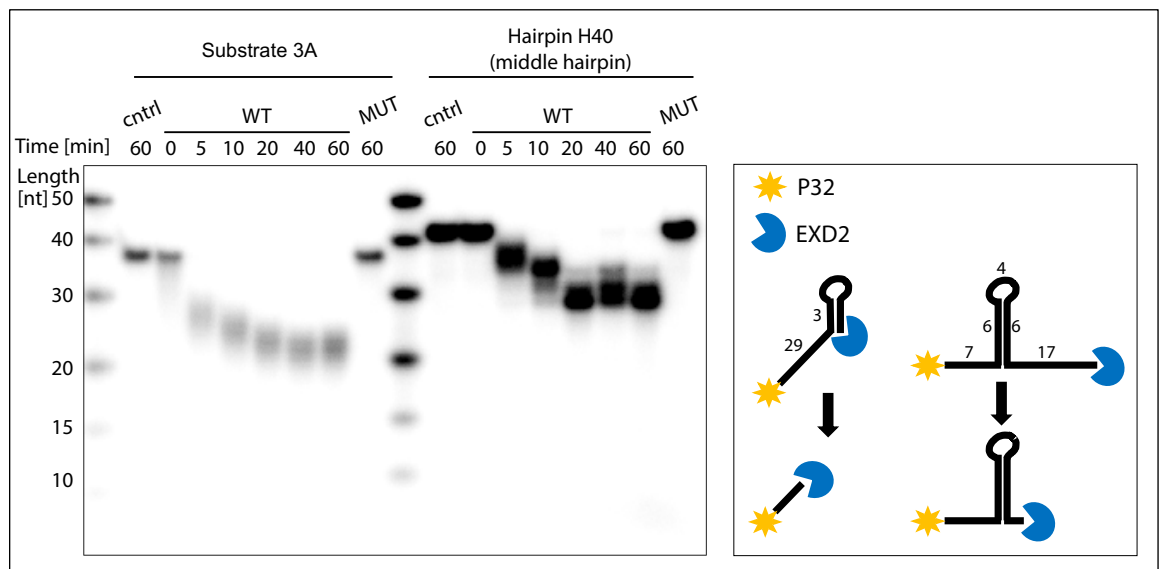 Substrate 3A
Hairpin H40
(middle hairpin)
cntrl WT MUT cntrl WT MUT
Time [min] 60 0 5 10 20 40 60 60 60 0 5 10 20 40 60 60
Length
[nt] 50
40
30
20
15
10
P32
EXD2
4
3
6 6
29
7 17